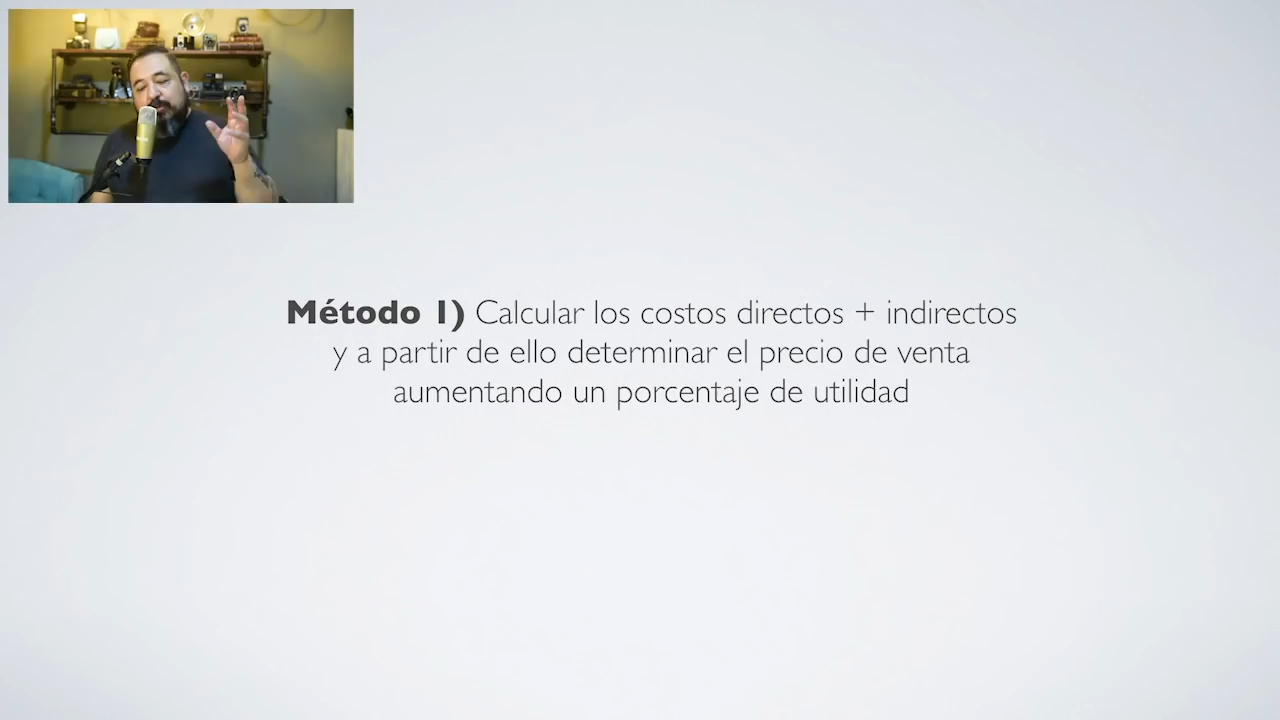 Método 1) Calcular los costos directos + indirectos
y a partir de ello determinar el precio de venta
aumentando un porcentaje de utilidad